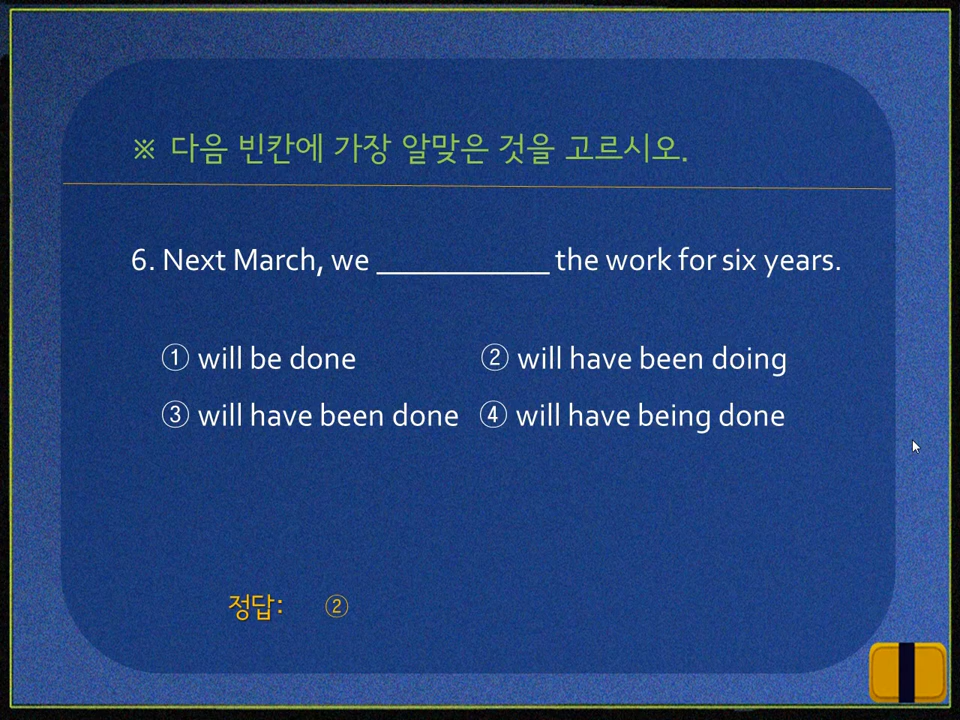 ※ 다음 빈칸에 가장 알맞은 것을 고르시오.
6. Next March, we ____________ the work for six years.
① will be done ② will have been doing
③ will have been done ④ will have being done
정답: ②